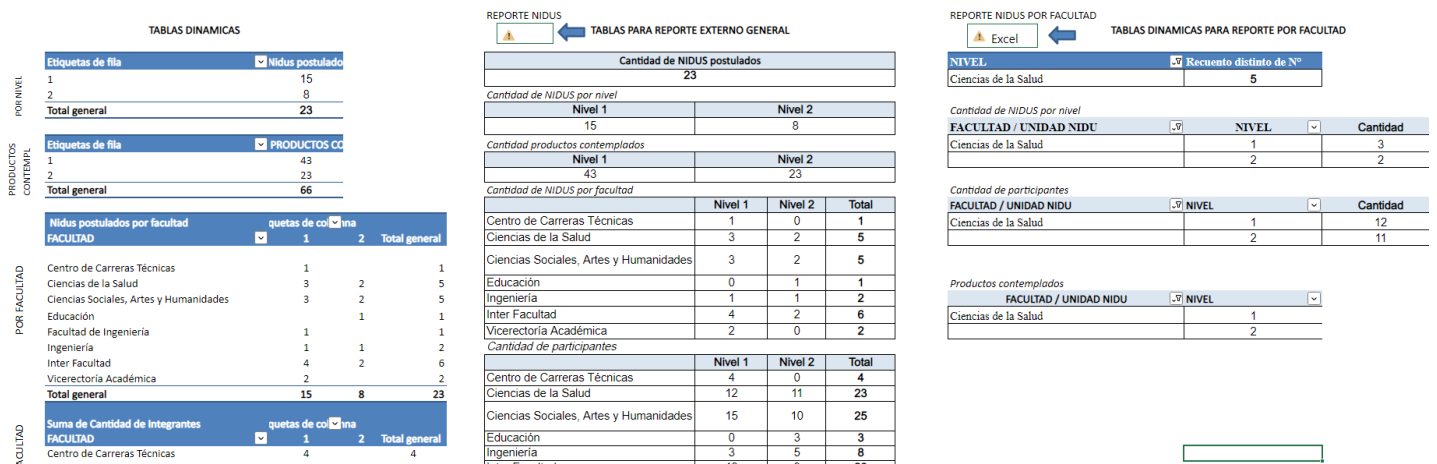 TABLAS DINAMICAS
POR NIVEL
Etiquetas de fila Nidus postulado
1 15
2 8
Total general 23
PRODUCTOS CONTEMPL
Etiquetas de fila PRODUCTOS CO
1 43
2 23
Total general 66
POR FACULTAD
Nidus postulados por facultad quetas de col nna
FACULTAD 1 2 Total general
Centro de Carreras Técnicas 1 1
Ciencias de la Salud 3 2 5
Ciencias Sociales, Artes y Humanidades 3 2 5
Educación 1 1
Facultad de Ingeniería 1 1
Ingeniería 1 1 2
Inter Facultad 4 2 6
Vicerectoría Académica 2 2
Total general 15 8 23
ACULTAD
Suma de Cantidad de Integrantes quetas de col nna
FACULTAD 1 2 Total general
Centro de Carreras Técnicas 4 4
REPORTE NIDUS
TABLAS PARA REPORTE EXTERNO GENERAL
Cantidad de NIDUS postulados
23
Cantidad de NIDUS por nivel
Nivel 1 Nivel 2
15 8
Cantidad productos contemplados
Nivel 1 Nivel 2
43 23
Cantidad de NIDUS por facultad
Nivel 1 Nivel 2 Total
Centro de Carreras Técnicas 1 0 1
Ciencias de la Salud 3 2 5
Ciencias Sociales, Artes y Humanidades 3 2 5
Educación 0 1 1
Ingeniería 1 1 2
Inter Facultad 4 2 6
Vicerectoría Académica 2 0 2
Cantidad de participantes
Nivel 1 Nivel 2 Total
Centro de Carreras Técnicas 4 0 4
Ciencias de la Salud 12 11 23
Ciencias Sociales, Artes y Humanidades 15 10 25
Educación 0 3 3
Ingeniería 3 5 8
REPORTE NIDUS POR FACULTAD
Excel
TABLAS DINAMICAS PARA REPORTE POR FACULTAD
NIVEL Recuento distinto de N°
Ciencias de la Salud 5
Cantidad de NIDUS por nivel
FACULTAD / UNIDAD NIDU NIVEL Cantidad
Ciencias de la Salud 1 3
2 2
Cantidad de participantes
FACULTAD / UNIDAD NIDU NIVEL Cantidad
Ciencias de la Salud 1 12
2 11
Productos contemplados
FACULTAD / UNIDAD NIDU NIVEL
Ciencias de la Salud 1
2